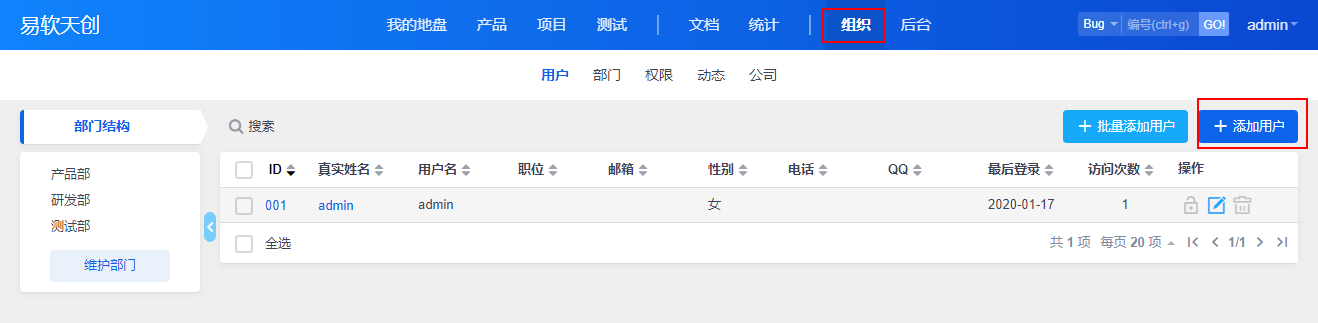 易软天创 我的地盘 产品 项目 测试 文档 统计 组织 后台 Bug 编号(ctrl+g) GO! admin
用户 部门 权限 动态 公司
部门结构 搜索 批量添加用户 添加用户
ID 真实姓名 用户名 职位 邮箱 性别 电话 QQ 最后登录 访问次数 操作
产品部
研发部
测试部
维护部门
001 admin admin 女 2020-01-17 1
全选 共 1 项 每页 20 项 1/1